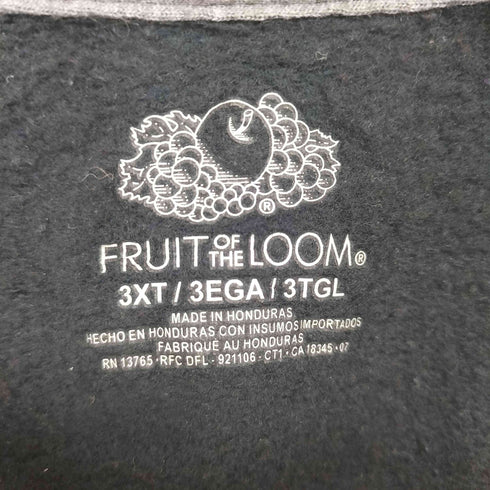 ®
FRUIT OF THE LOOM®
3XT / 3EGA / 3TGL
MADE IN HONDURAS
HECHO EN HONDURAS CON INSUMOS IMPORTADOS
FABRIQUÉ AU HONDURAS
RN 13765 · RFC DFL - 921106 - CT1 · CA 18345 · 07